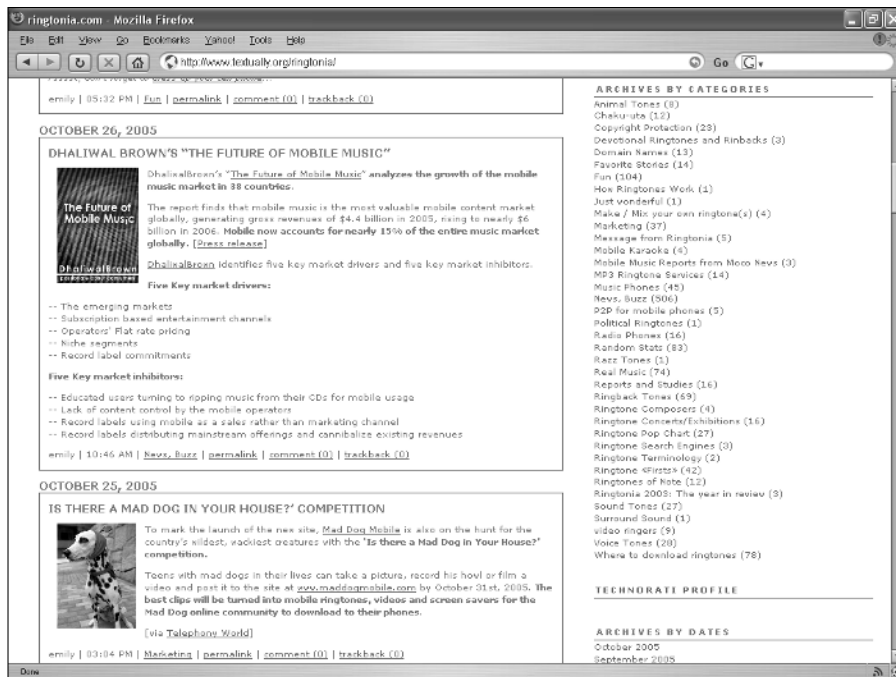 ringtonia.com - Mozilla Firefox
File Edit View Go Bookmarks Yahoo! Tools Help
http://www.textually.org/ringtonia/
Go
emily | 05:32 PM | Fun | permalink | comment (0) | trackback (0)
OCTOBER 26, 2005
DHALIWAL BROWN'S "THE FUTURE OF MOBILE MUSIC"
The Future of
Mobile Music
DhaliwalBrown
DhaliwalBrown's "The Future of Mobile Music" analyzes the growth of the mobile
music market in 38 countries.
The report finds that mobile music is the most valuable mobile content market
globally, generating gross revenues of $4.4 billion in 2005, rising to nearly $6
billion in 2006. Mobile now accounts for nearly 15% of the entire music market
globally. [Press release]
DhaliwalBrown identifies five key market drivers and five key market inhibitors.
Five Key market drivers:
-- The emerging markets
-- Subscription based entertainment channels
-- Operators' Flat rate pricing
-- Niche segments
-- Record label commitments
Five Key market inhibitors:
-- Educated users turning to ripping music from their CDs for mobile usage
-- Lack of content control by the mobile operators
-- Record labels using mobile as a sales rather than marketing channel
-- Record labels distributing mainstream offerings and cannibalize existing revenues
emily | 10:46 AM | News, Buzz | permalink | comment (0) | trackback (0)
OCTOBER 25, 2005
IS THERE A MAD DOG IN YOUR HOUSE?' COMPETITION
To mark the launch of the new site, Mad Dog Mobile is also on the hunt for the
country's wildest, wackiest creatures with the 'Is there a Mad Dog in Your House?'
competition.
Teens with mad dogs in their lives can take a picture, record his howl or film a
video and post it to the site at www.maddogmobile.com by October 31st, 2005. The
best clips will be turned into mobile ringtones, videos and screen savers for the
Mad Dog online community to download to their phones.
[via Telephony World]
emily | 03:04 PM | Marketing | permalink | comment (0) | trackback (0)
ARCHIVES BY CATEGORIES
Animal Tones (8)
Chaku-uta (12)
Copyright Protection (23)
Devotional Ringtones and Rinbacks (3)
Domain Names (13)
Favorite Stories (14)
Fun (104)
How Ringtones Work (1)
Just wonderful (1)
Make / Mix your own ringtone(s) (4)
Marketing (37)
Message from Ringtonia (5)
Mobile Karaoke (4)
Mobile Music Reports from Moco News (3)
MP3 Ringtone Services (14)
Music Phones (45)
News, Buzz (506)
P2P for mobile phones (5)
Political Ringtones (1)
Radio Phones (16)
Random Stats (83)
Razz Tones (1)
Real Music (74)
Reports and Studies (16)
Ringback Tones (69)
Ringtone Composers (4)
Ringtone Concerts/Exhibitions (16)
Ringtone Pop Chart (27)
Ringtone Search Engines (3)
Ringtone Terminology (2)
Ringtone «Firsts» (42)
Ringtones of Note (12)
Ringtonia 2003: The year in review (3)
Sound Tones (27)
Surround Sound (1)
video ringers (9)
Voice Tones (28)
Where to download ringtones (78)
TECHNORATI PROFILE
ARCHIVES BY DATES
October 2005
September 2005
Done